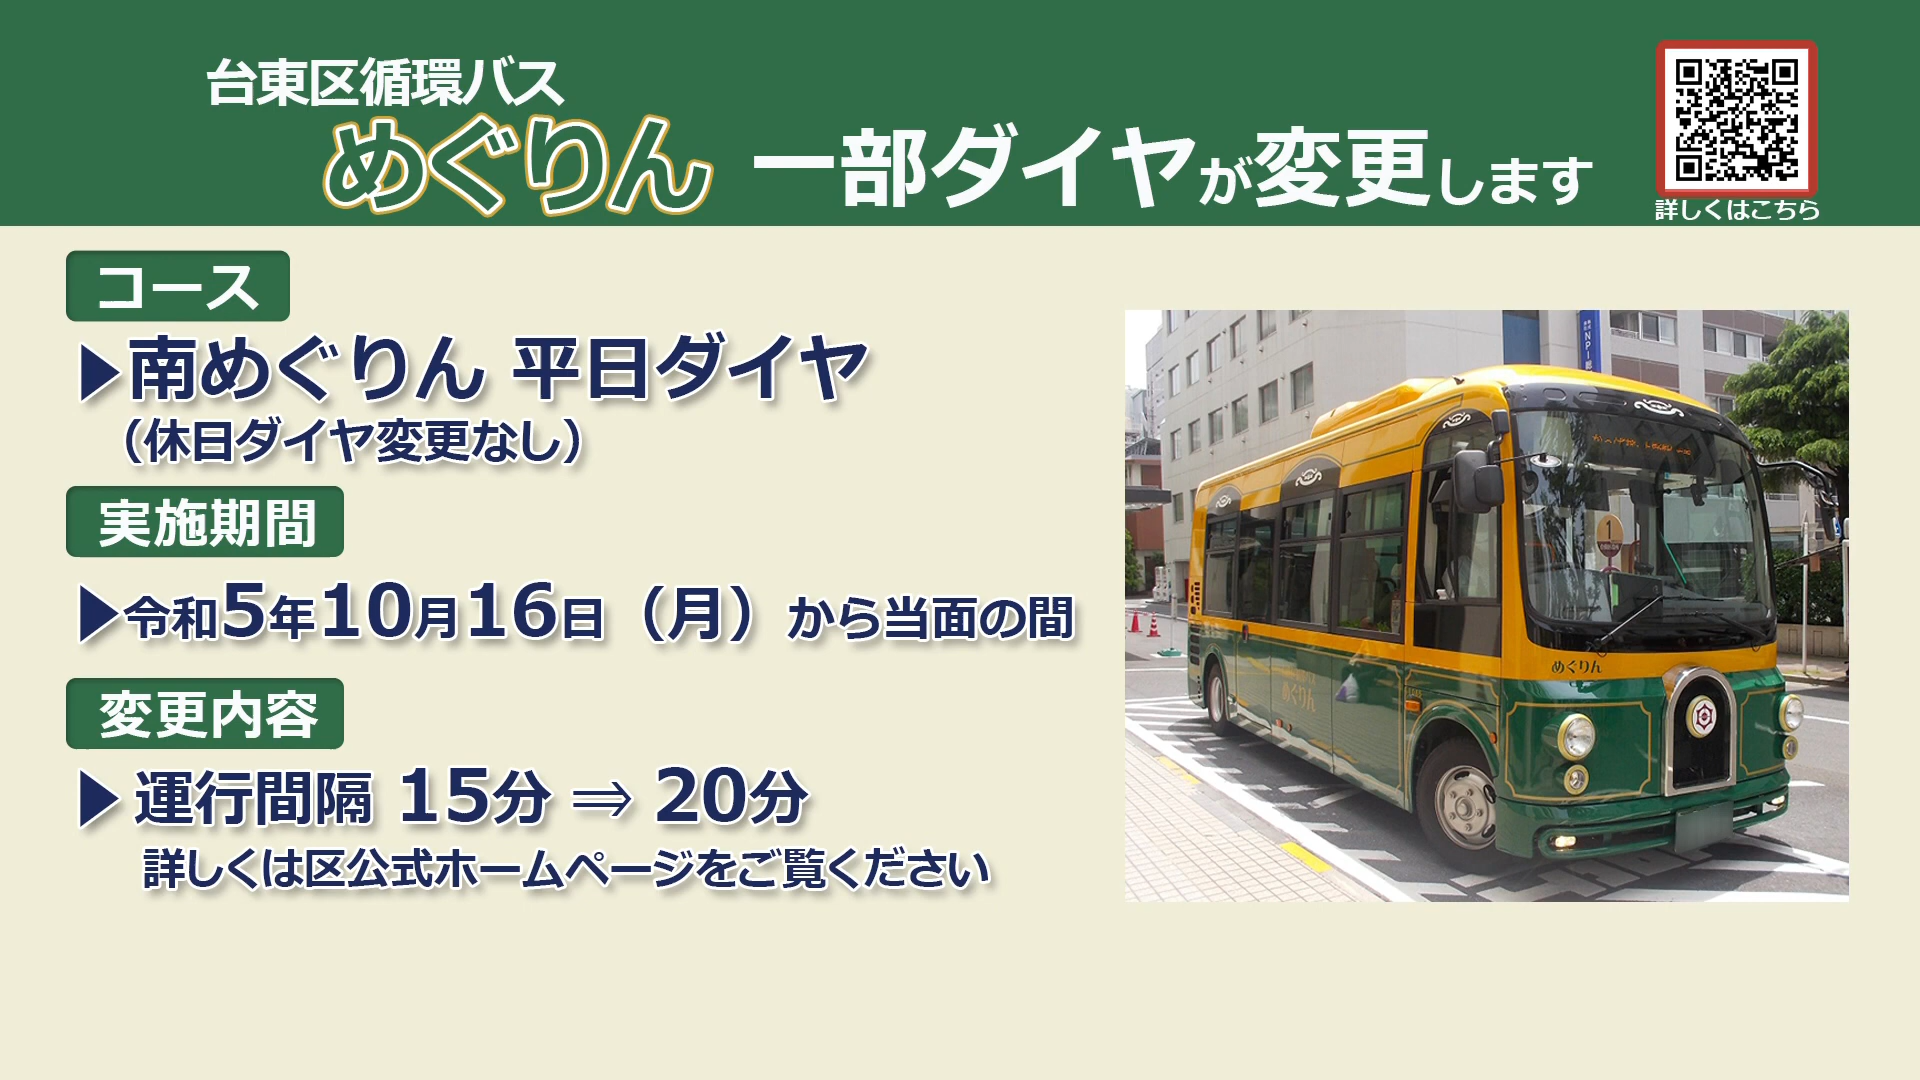 台東区循環バス
めぐりん 一部ダイヤが変更します
詳しくはこちら
コース
▶南めぐりん 平日ダイヤ
（休日ダイヤ変更なし）
実施期間
▶令和5年10月16日（月）から当面の間
変更内容
▶運行間隔 15分 ⇒ 20分
詳しくは区公式ホームページをご覧ください
めぐりん
めぐりん
1